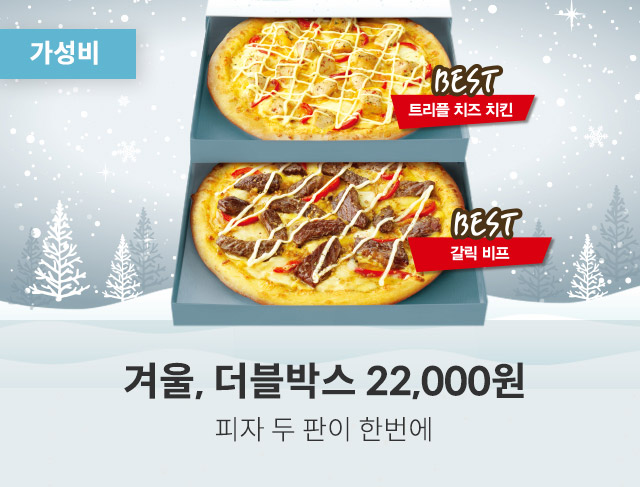 가성비
BEST
트리플 치즈 치킨
BEST
갈릭 비프
겨울, 더블박스 22,000원
피자 두 판이 한번에